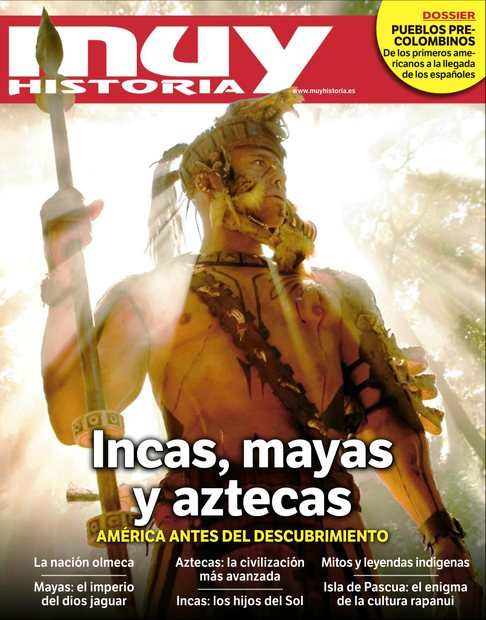 muy
HISTORIA
www.muyhistoria.es
DOSSIER
PUEBLOS PRE-
COLOMBINOS
De los primeros ame-
ricanos a la llegada
de los españoles
Incas, mayas
y aztecas
AMÉRICA ANTES DEL DESCUBRIMIENTO
La nación olmeca
Mayas: el imperio
del dios jaguar
Aztecas: la civilización
más avanzada
Incas: los hijos del Sol
Mitos y leyendas indígenas
Isla de Pascua: el enigma
de la cultura rapanui